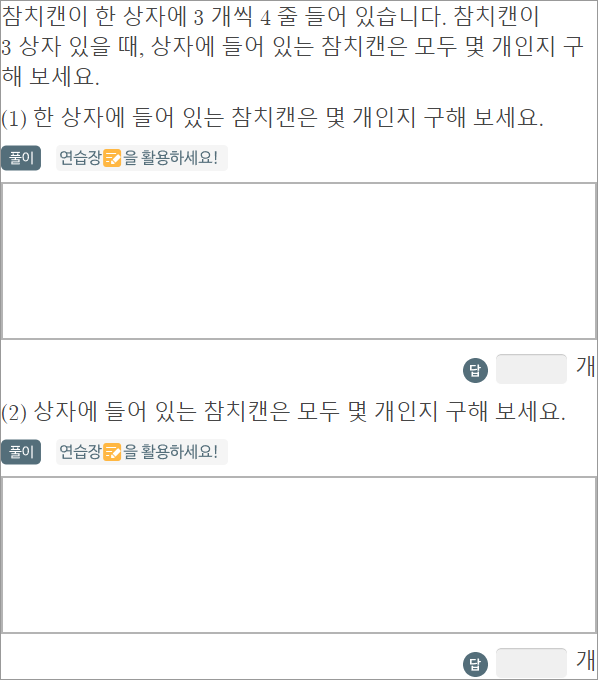 참치캔이 한 상자에 3 개씩 4 줄 들어 있습니다. 참치캔이
3 상자 있을 때, 상자에 들어 있는 참치캔은 모두 몇 개인지 구
해 보세요.
(1) 한 상자에 들어 있는 참치캔은 몇 개인지 구해 보세요.
풀이 연습장을 활용하세요!
답 개
(2) 상자에 들어 있는 참치캔은 모두 몇 개인지 구해 보세요.
풀이 연습장을 활용하세요!
답 개